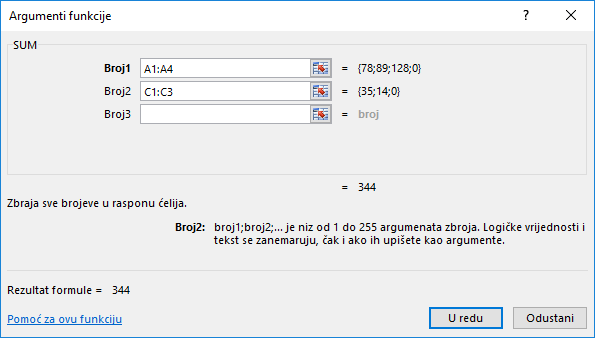 Argumenti funkcije
SUM
Broj1 A1:A4 = {78;89;128;0}
Broj2 C1:C3 = {35;14;0}
Broj3 = broj
= 344
Zbraja sve brojeve u rasponu ćelija.
Broj2: broj1;broj2;... je niz od 1 do 255 argumenata zbroja. Logičke vrijednosti i
tekst se zanemaruju, čak i ako ih upišete kao argumente.
Rezultat formule = 344
Pomoć za ovu funkciju U redu Odustani